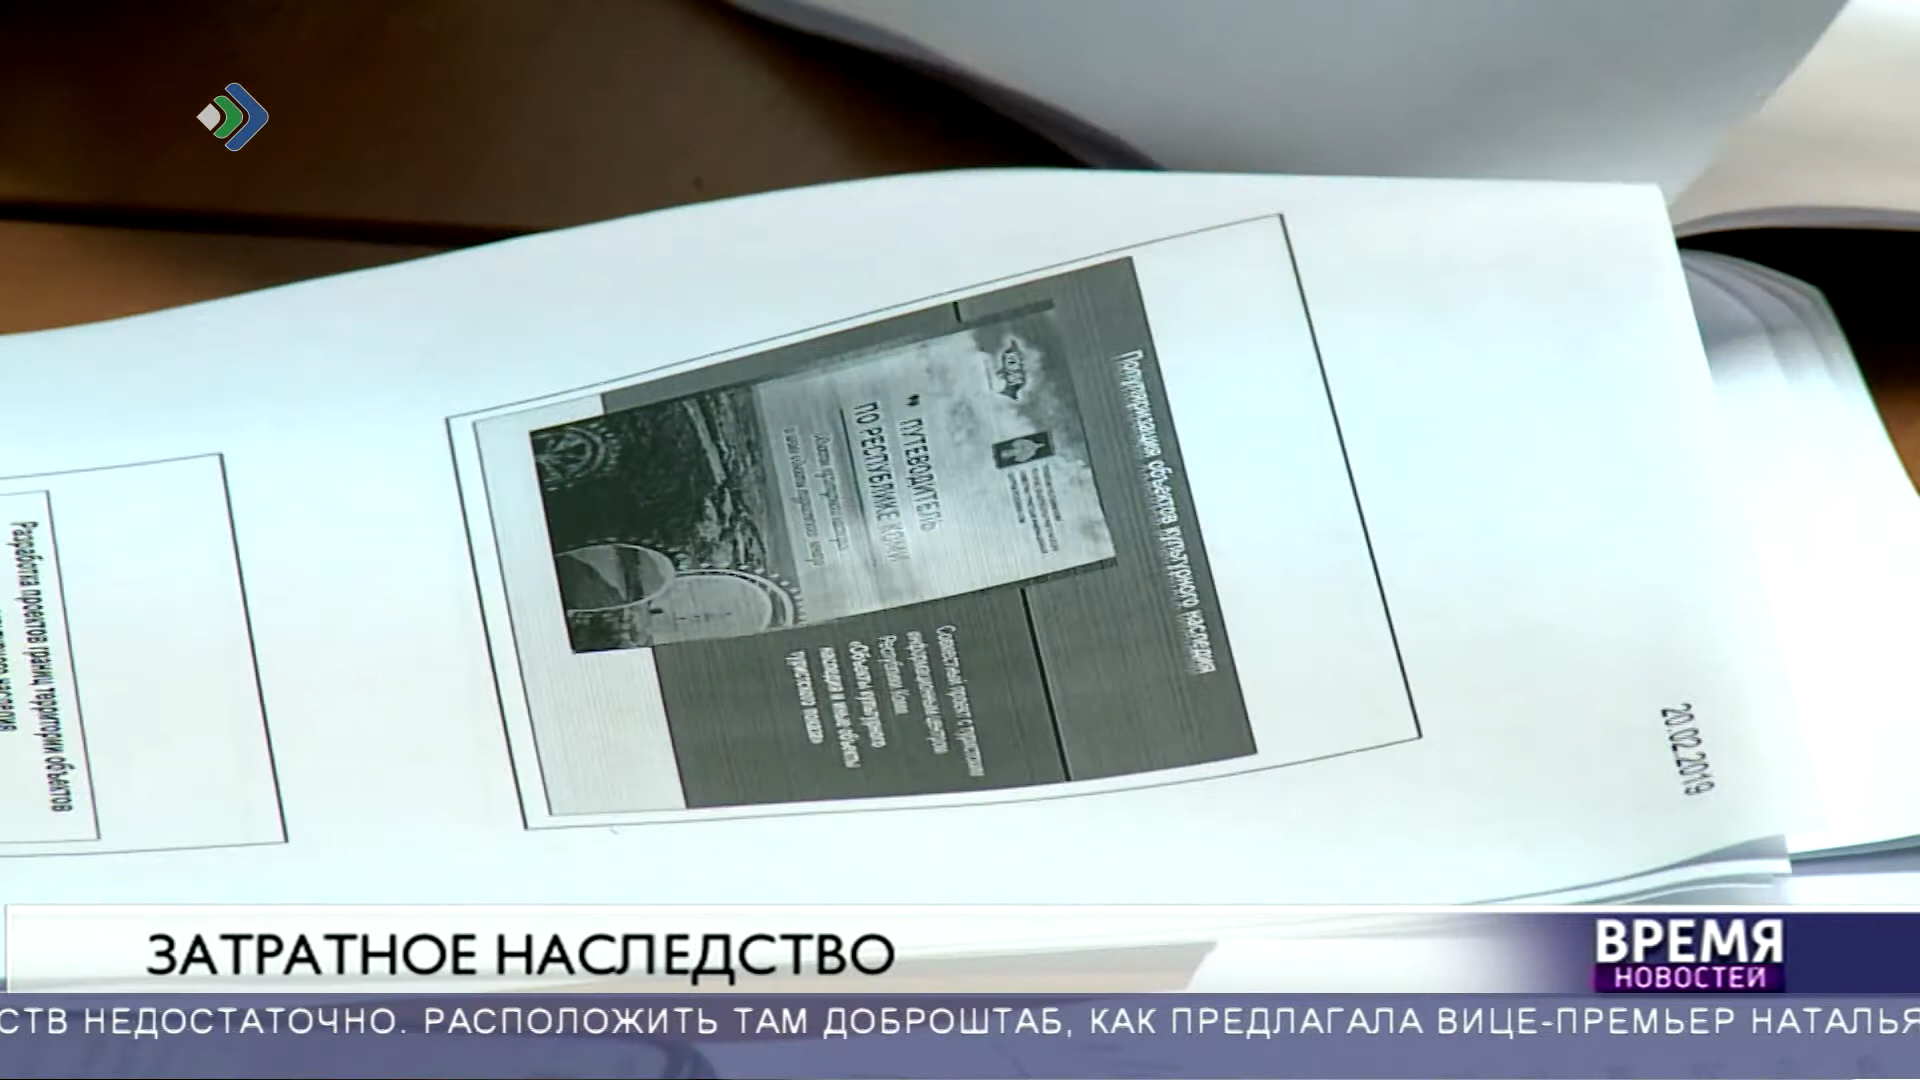 Популяризация объектов культурного наследия
ПУТЕВОДИТЕЛЬ
ПО РЕСПУБЛИКЕ КОМИ
Совместный проект с туристским
информационным центром
Республики Коми
«Объекты культурного
наследия и иные объекты
туристского показа»
20.02.2019
Разработка проектов границ территории объектов
ЗАТРАТНОЕ НАСЛЕДСТВО
ВРЕМЯ
НОВОСТЕЙ
СТВ НЕДОСТАТОЧНО. РАСПОЛОЖИТЬ ТАМ ДОБРОШТАБ, КАК ПРЕДЛАГАЛА ВИЦЕ-ПРЕМЬЕР НАТАЛЬЯ